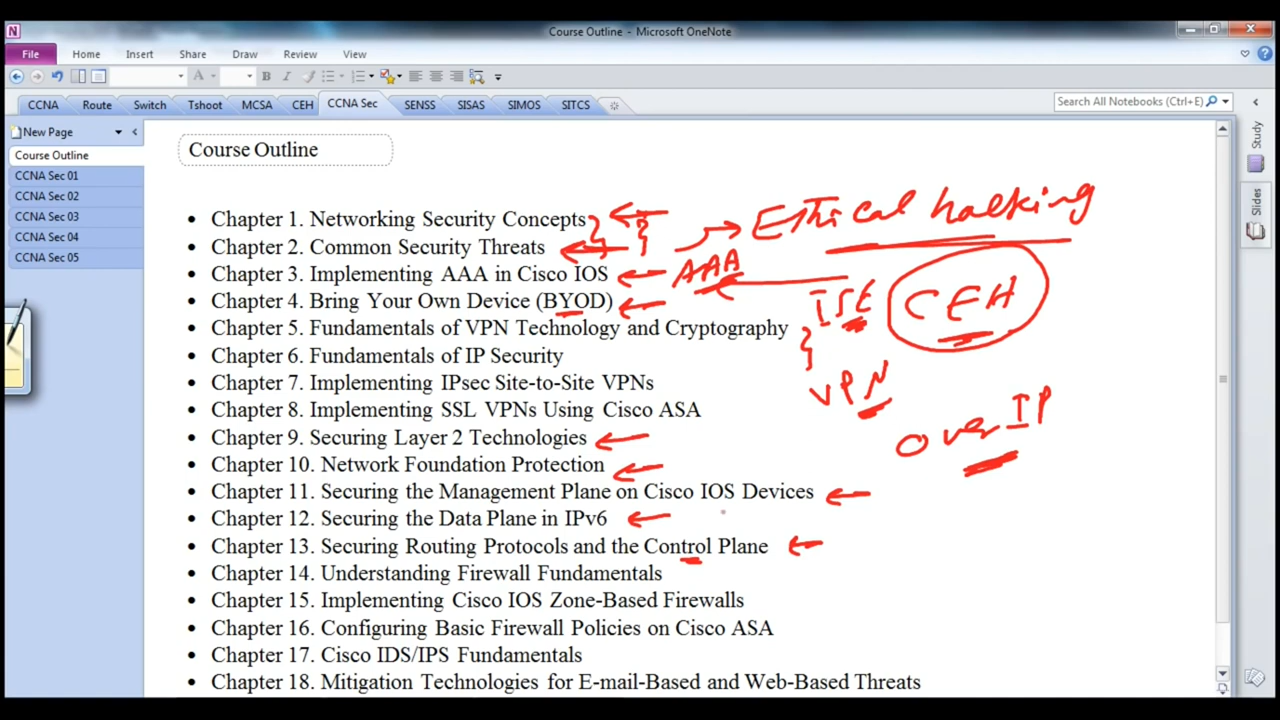 Course Outline - Microsoft OneNote
File Home Insert Share Draw Review View
CCNA Route Switch Tshoot MCSA CEH CCNA Sec SENSS SISAS SIMOS SITCS
Search All Notebooks (Ctrl+E)
New Page
Course Outline
CCNA Sec 01
CCNA Sec 02
CCNA Sec 03
CCNA Sec 04
CCNA Sec 05
Study
Slides
Course Outline
• Chapter 1. Networking Security Concepts
• Chapter 2. Common Security Threats
• Chapter 3. Implementing AAA in Cisco IOS
• Chapter 4. Bring Your Own Device (BYOD)
• Chapter 5. Fundamentals of VPN Technology and Cryptography
• Chapter 6. Fundamentals of IP Security
• Chapter 7. Implementing IPsec Site-to-Site VPNs
• Chapter 8. Implementing SSL VPNs Using Cisco ASA
• Chapter 9. Securing Layer 2 Technologies
• Chapter 10. Network Foundation Protection
• Chapter 11. Securing the Management Plane on Cisco IOS Devices
• Chapter 12. Securing the Data Plane in IPv6
• Chapter 13. Securing Routing Protocols and the Control Plane
• Chapter 14. Understanding Firewall Fundamentals
• Chapter 15. Implementing Cisco IOS Zone-Based Firewalls
• Chapter 16. Configuring Basic Firewall Policies on Cisco ASA
• Chapter 17. Cisco IDS/IPS Fundamentals
• Chapter 18. Mitigation Technologies for E-mail-Based and Web-Based Threats
Ethical hacking
AAA
ISE
CEH
VPN
Over IP